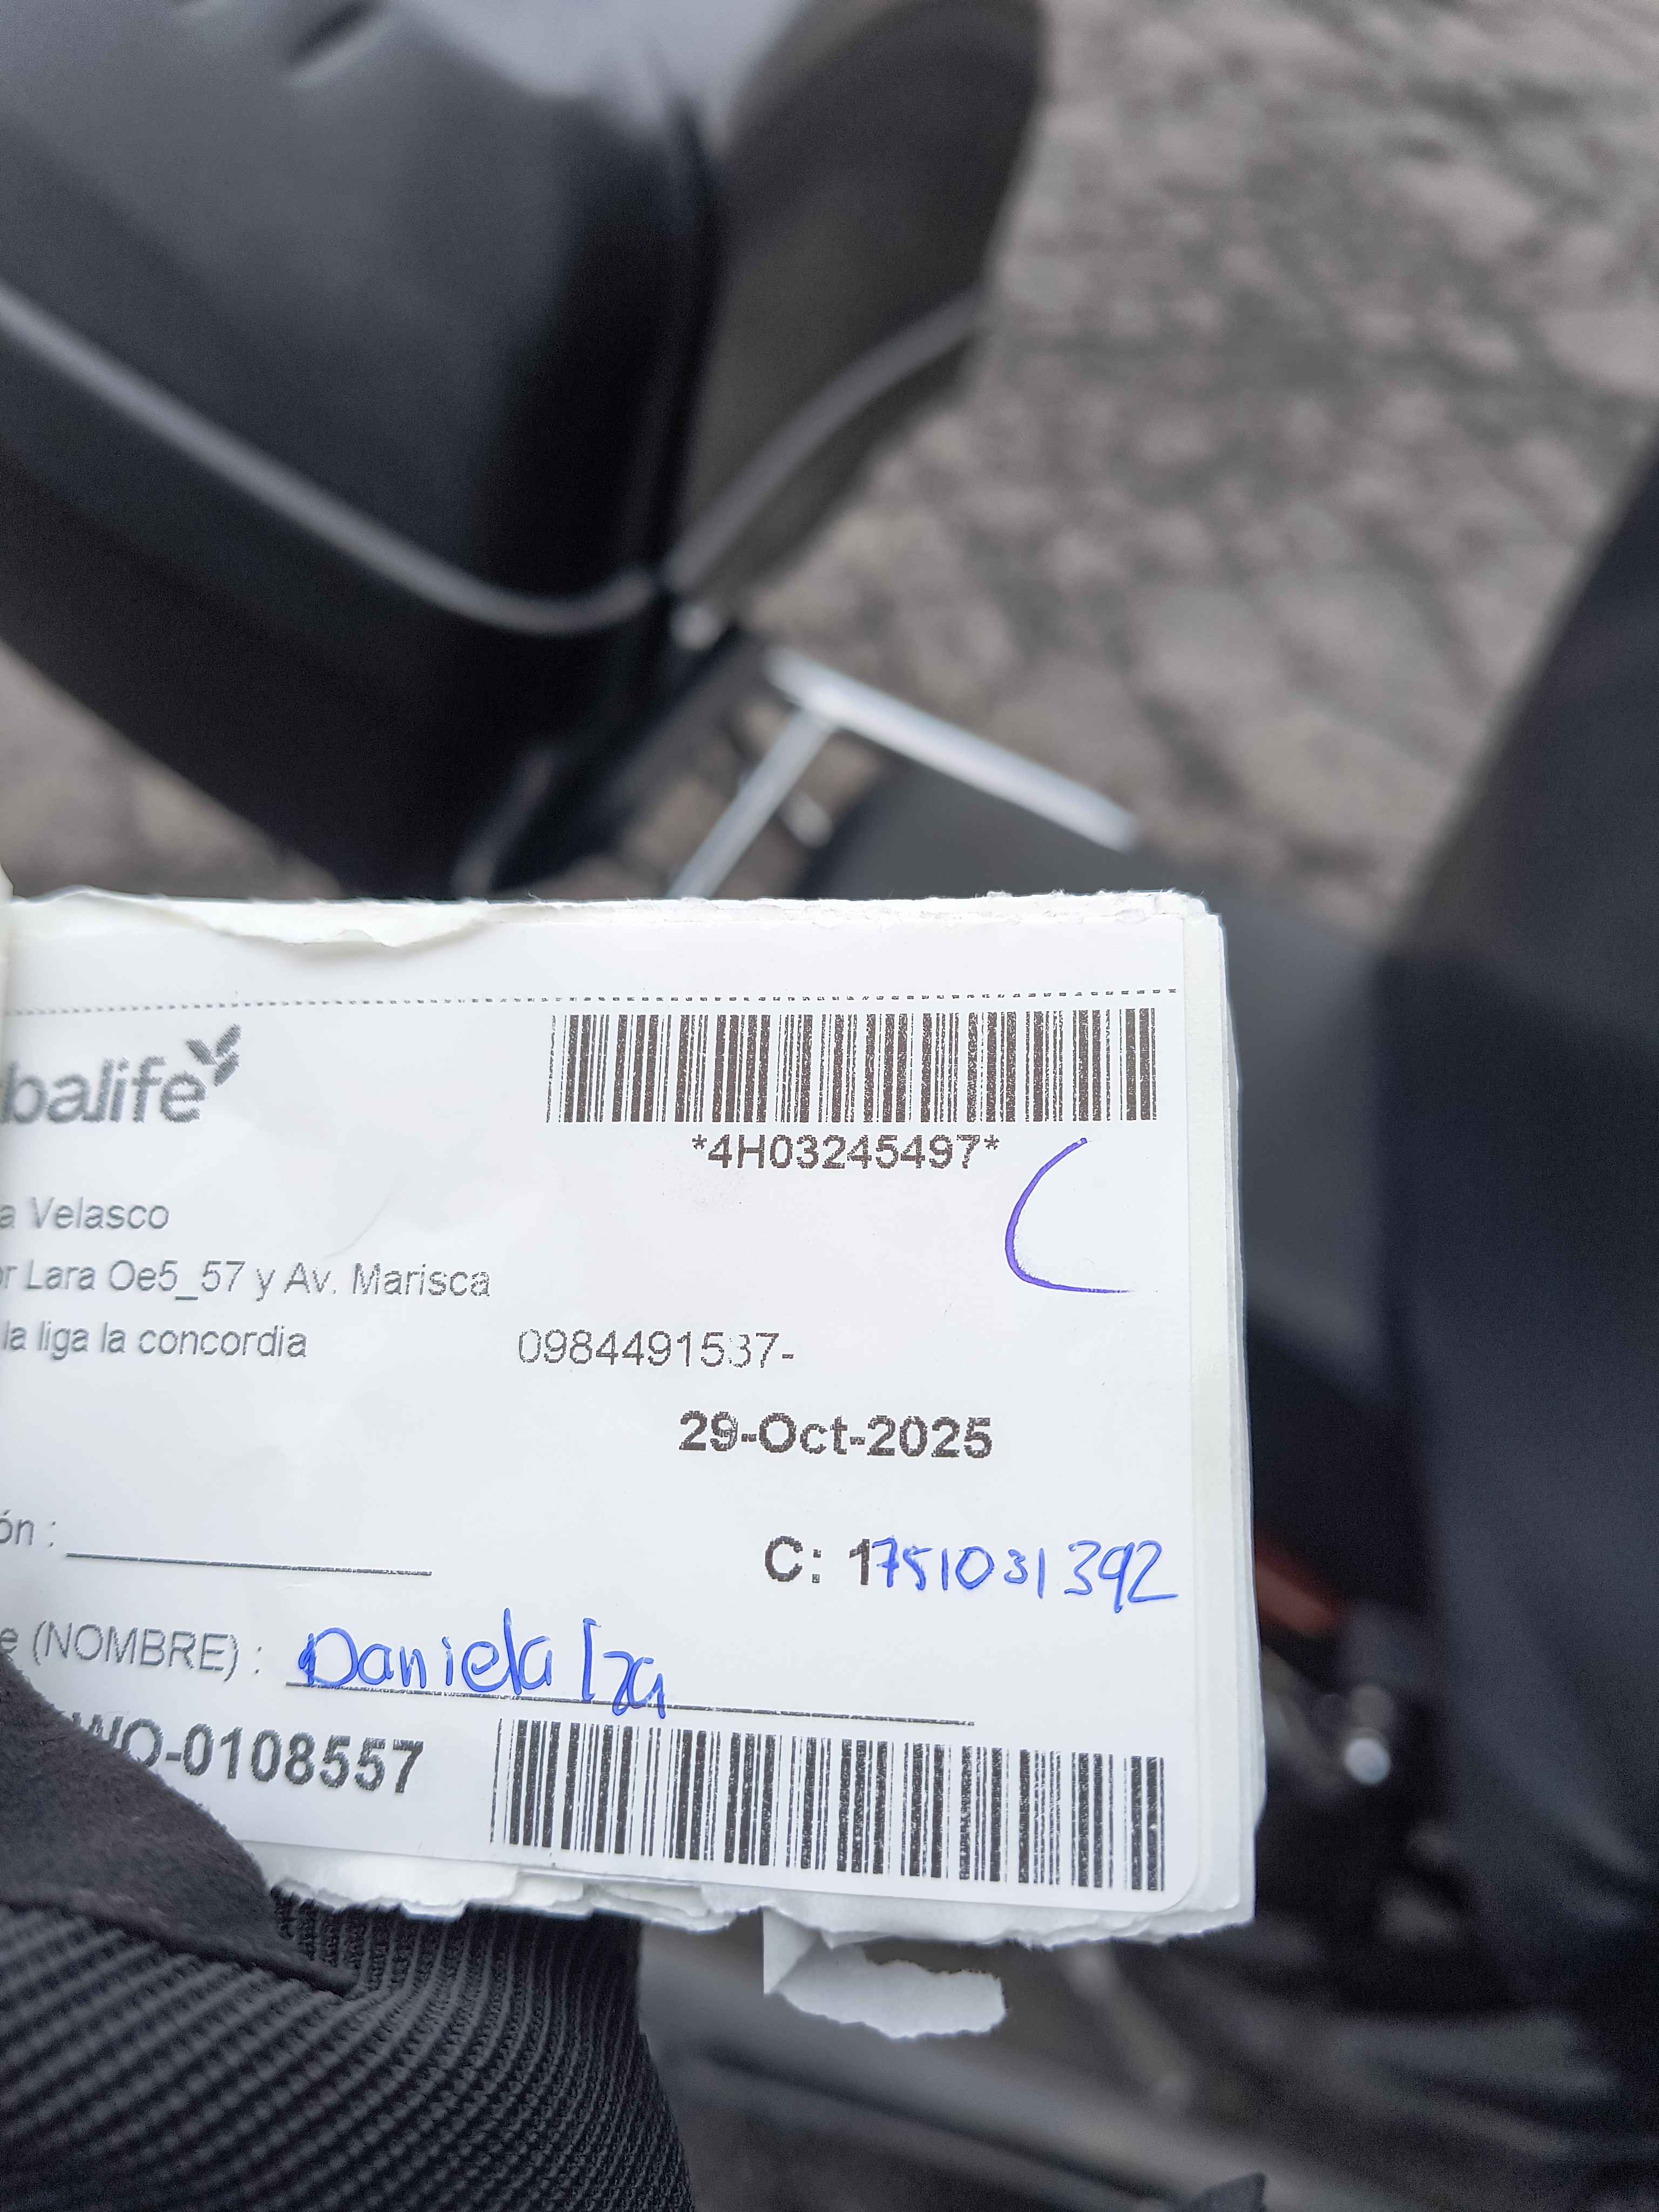 balife
*4H03245497*
a Velasco
or Lara Oe5_57 y Av. Marisca
la liga la concordia 0984491537-
29-Oct-2025
ón :
C: 1751031392
e (NOMBRE) : Daniela Iza
WO-0108557